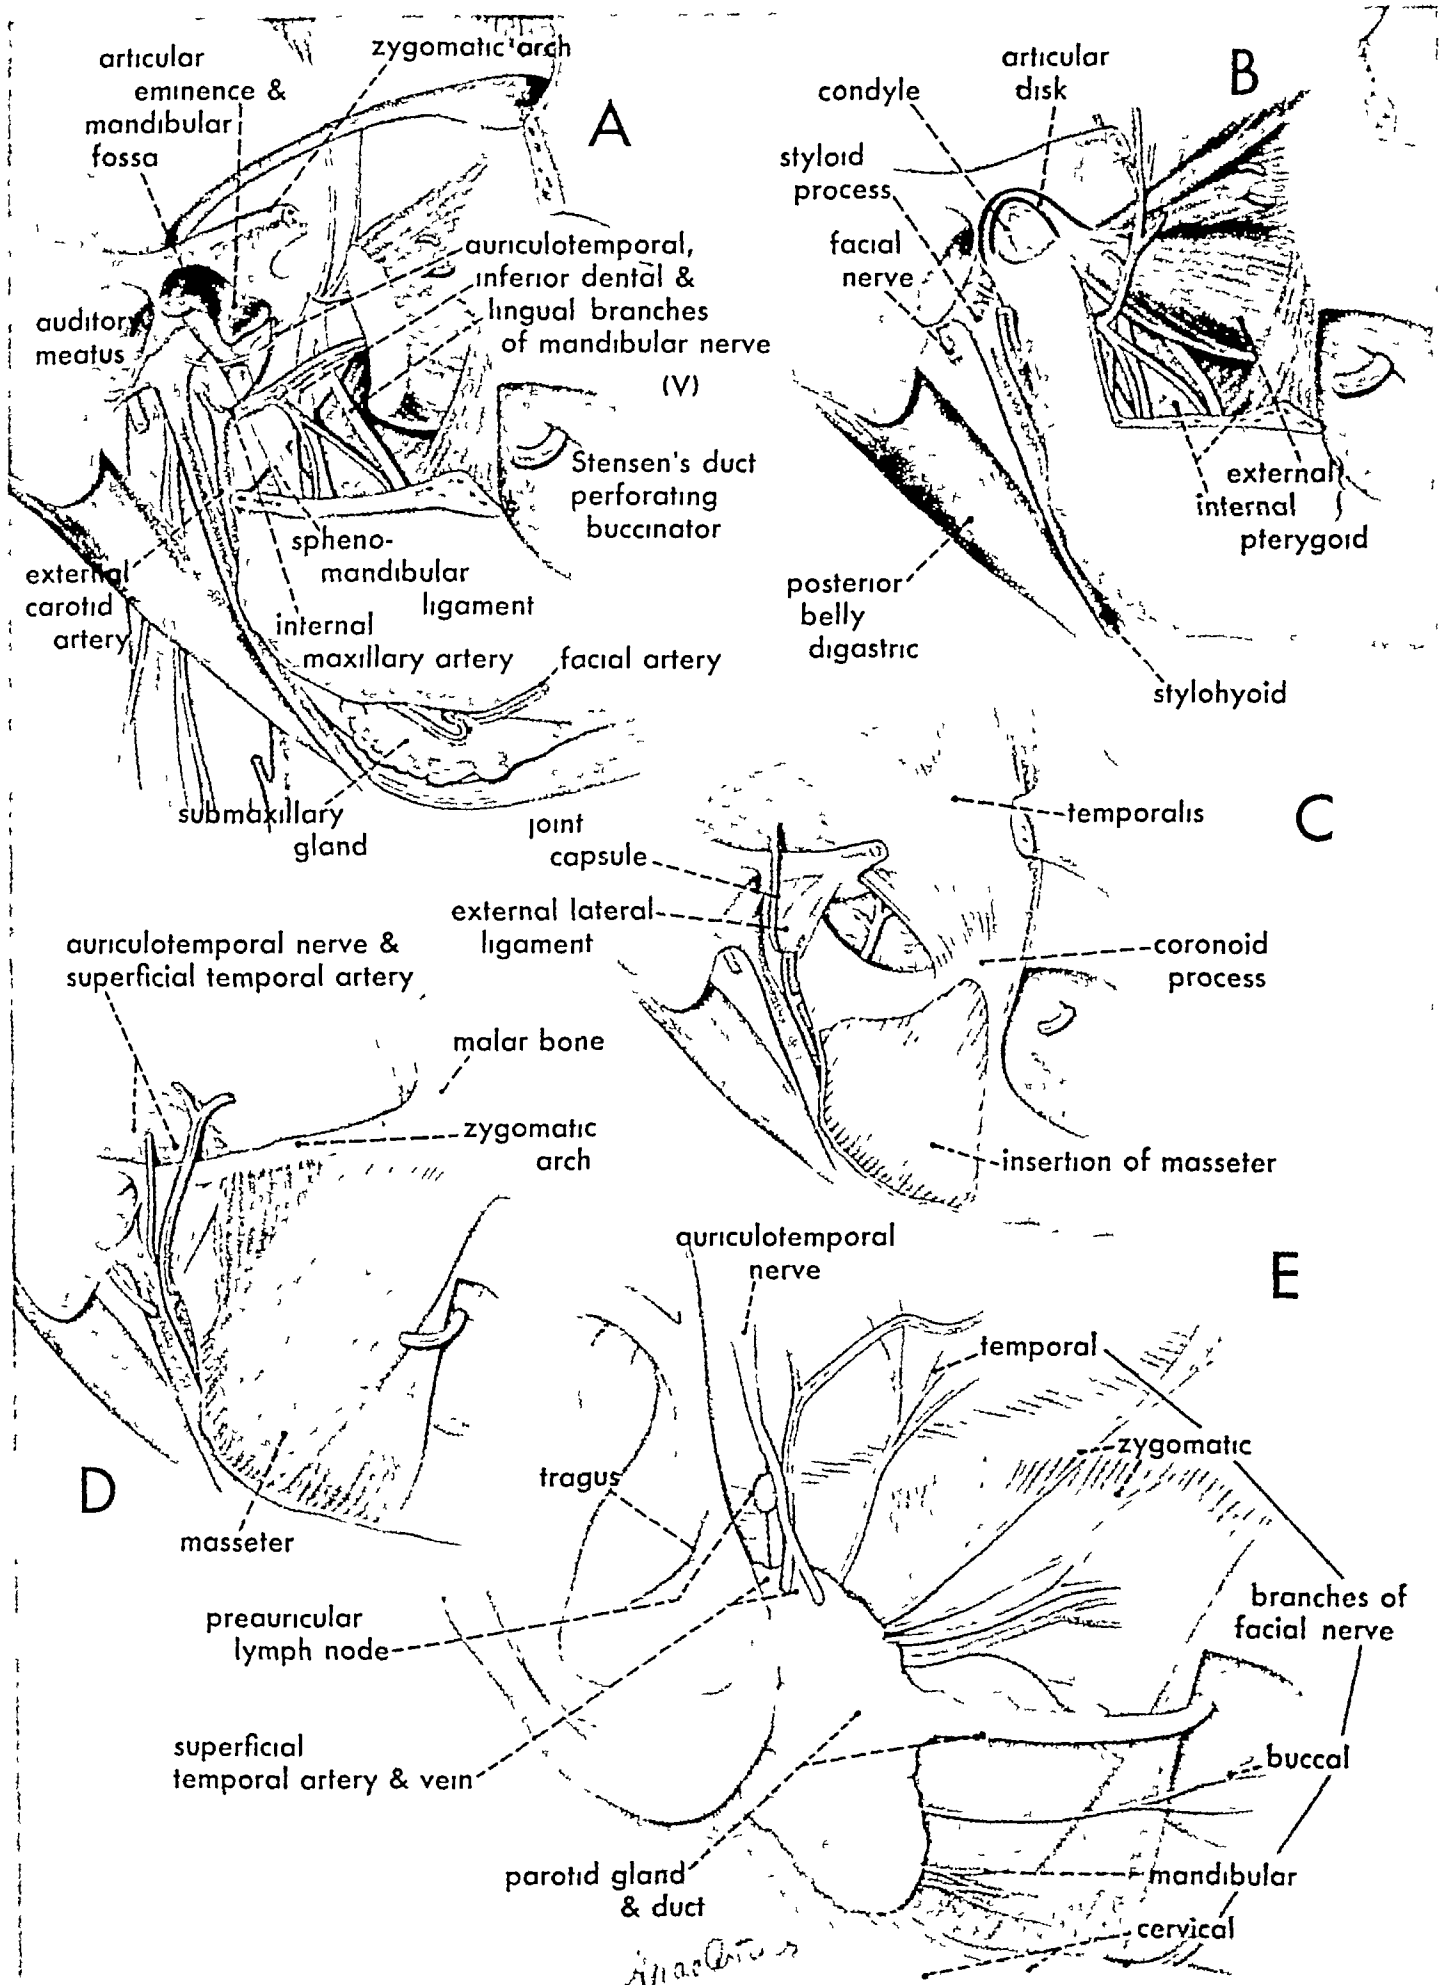 articular
eminence &
mandibular
fossa
zygomatic arch
A
auriculotemporal,
inferior dental &
lingual branches
of mandibular nerve
(V)
auditory
meatus
Stensen's duct
perforating
buccinator
spheno-
mandibular
ligament
external
carotid
artery
internal
maxillary artery
facial artery
submaxillary
gland
B
articular
disk
condyle
styloid
process
facial
nerve
external
internal
pterygoid
posterior
belly
digastric
stylohyoid
C
temporalis
joint
capsule
external lateral
ligament
coronoid
process
insertion of masseter
auriculotemporal nerve &
superficial temporal artery
malar bone
zygomatic
arch
D
masseter
E
auriculotemporal
nerve
temporal
zygomatic
tragus
branches of
facial nerve
preauricular
lymph node
superficial
temporal artery & vein
buccal
parotid gland
& duct
mandibular
cervical